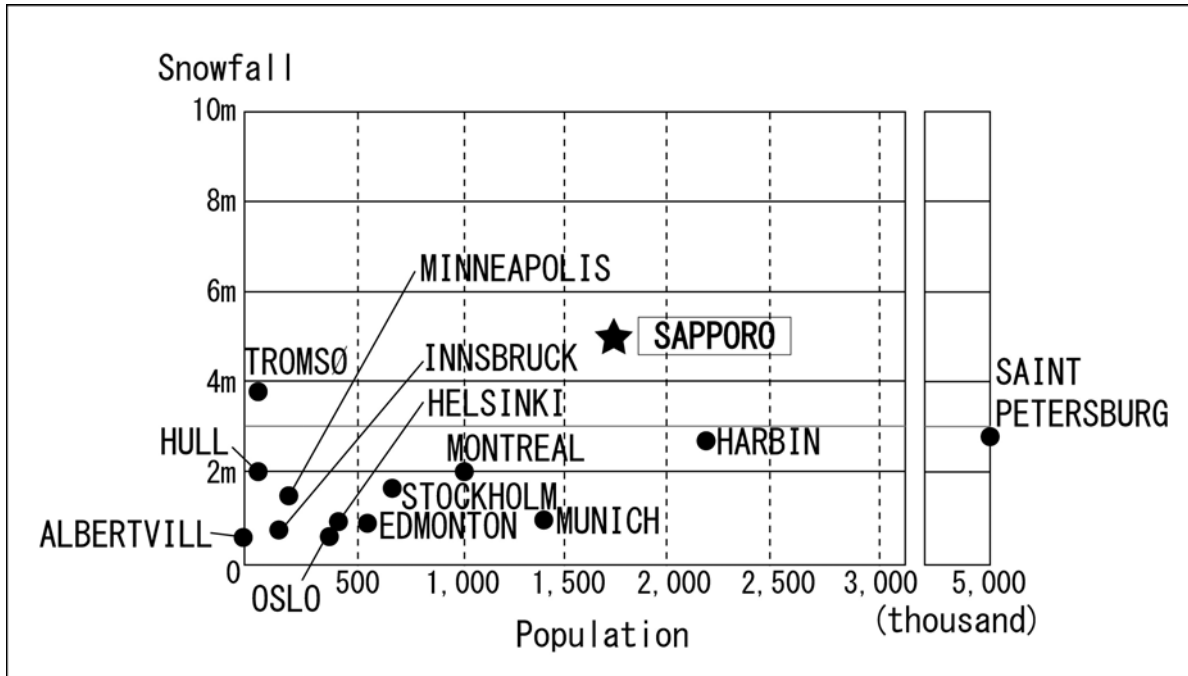 Snowfall
10m
8m
MINNEAPOLIS
6m
SAPPORO
TROMSØ
INNSBRUCK
4m
SAINT
PETERSBURG
HELSINKI
HULL
MONTREAL
HARBIN
2m
STOCKHOLM
ALBERTVILL
EDMONTON
MUNICH
0
OSLO
500
1,000
1,500
2,000
2,500
3,000
5,000
(thousand)
Population